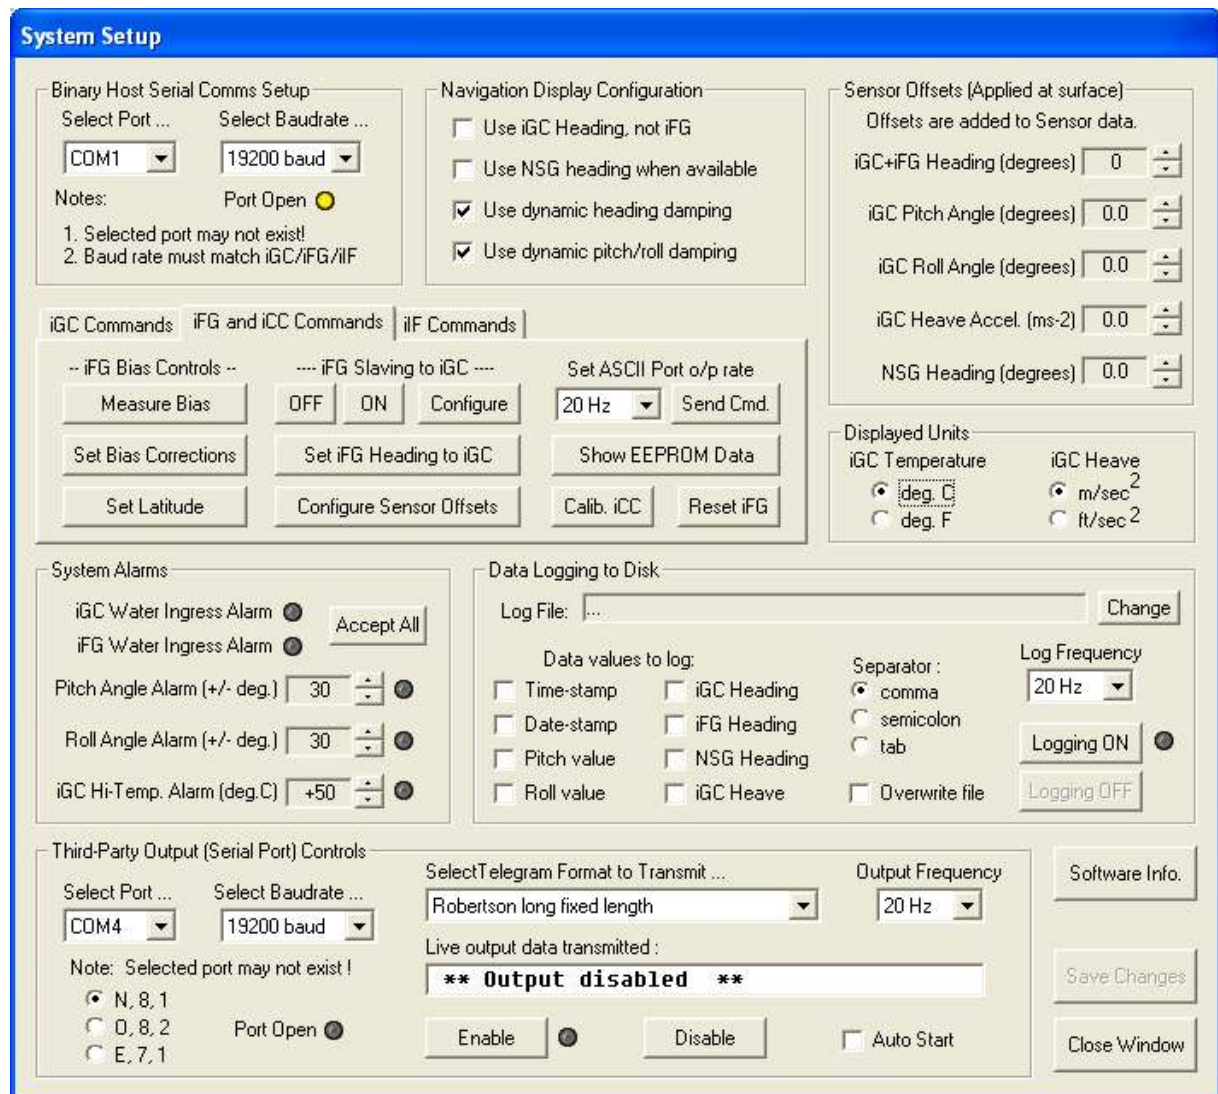 System Setup
Binary Host Serial Comms Setup
Select Port ... Select Baudrate ...
COM1 19200 baud
Notes: Port Open
1. Selected port may not exist!
2. Baud rate must match iGC/iFG/iIF
Navigation Display Configuration
Use iGC Heading, not iFG
Use NSG heading when available
Use dynamic heading damping
Use dynamic pitch/roll damping
Sensor Offsets (Applied at surface)
Offsets are added to Sensor data.
iGC+iFG Heading (degrees) 0
iGC Pitch Angle (degrees) 0.0
iGC Roll Angle (degrees) 0.0
iGC Heave Accel. (ms-2) 0.0
NSG Heading (degrees) 0.0
iGC Commands iFG and iCC Commands iIF Commands
-- iFG Bias Controls -- ---- iFG Slaving to iGC ---- Set ASCII Port o/p rate
Measure Bias OFF ON Configure 20 Hz Send Cmd.
Set Bias Corrections Set iFG Heading to iGC Show EEPROM Data
Set Latitude Configure Sensor Offsets Calib. iCC Reset iFG
Displayed Units
iGC Temperature iGC Heave
deg. C m/sec2
deg. F ft/sec2
System Alarms
iGC Water Ingress Alarm
iFG Water Ingress Alarm
Accept All
Pitch Angle Alarm (+/- deg.) 30
Roll Angle Alarm (+/- deg.) 30
iGC Hi-Temp. Alarm (deg.C) +50
Data Logging to Disk
Log File: ... Change
Data values to log: Separator : Log Frequency
Time-stamp iGC Heading comma 20 Hz
Date-stamp iFG Heading semicolon
Pitch value NSG Heading tab Logging ON
Roll value iGC Heave Overwrite file Logging OFF
Third-Party Output (Serial Port) Controls
Select Port ... Select Baudrate ...
COM4 19200 baud
Note: Selected port may not exist !
N, 8, 1
O, 8, 2 Port Open
E, 7, 1
SelectTelegram Format to Transmit ... Output Frequency
Robertson long fixed length 20 Hz
Live output data transmitted :
** Output disabled **
Enable Disable Auto Start
Software Info.
Save Changes
Close Window